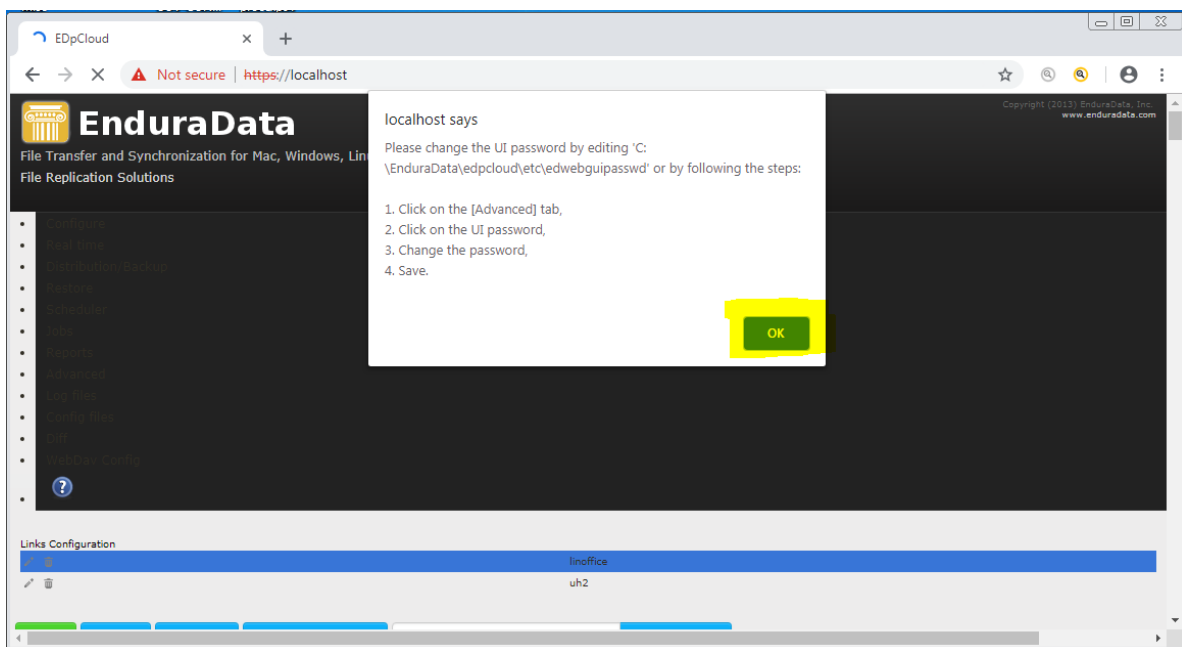 EDpCloud
Not secure | https://localhost
EnduraData
File Transfer and Synchronization for Mac, Windows, Lin
File Replication Solutions
Copyright (2013) EnduraData, Inc.
www.enduradata.com
localhost says
Please change the UI password by editing 'C:
\EnduraData\edpcloud\etc\edwebguipasswd' or by following the steps:
1. Click on the [Advanced] tab,
2. Click on the UI password,
3. Change the password,
4. Save.
OK
Configure
Real time
Distribution/Backup
Restore
Scheduler
Jobs
Reports
Advanced
Log files
Config files
Diff
WebDav Config
?
Links Configuration
linoffice
uh2